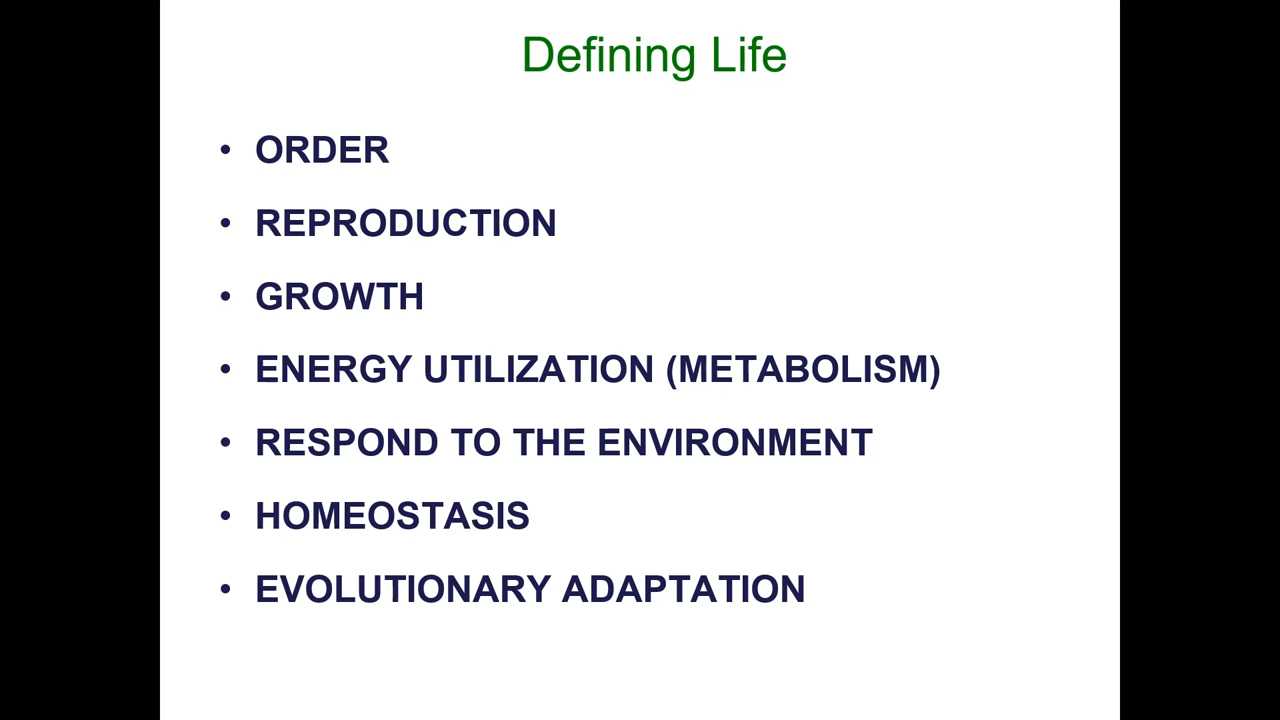 Defining Life
• ORDER
• REPRODUCTION
• GROWTH
• ENERGY UTILIZATION (METABOLISM)
• RESPOND TO THE ENVIRONMENT
• HOMEOSTASIS
• EVOLUTIONARY ADAPTATION